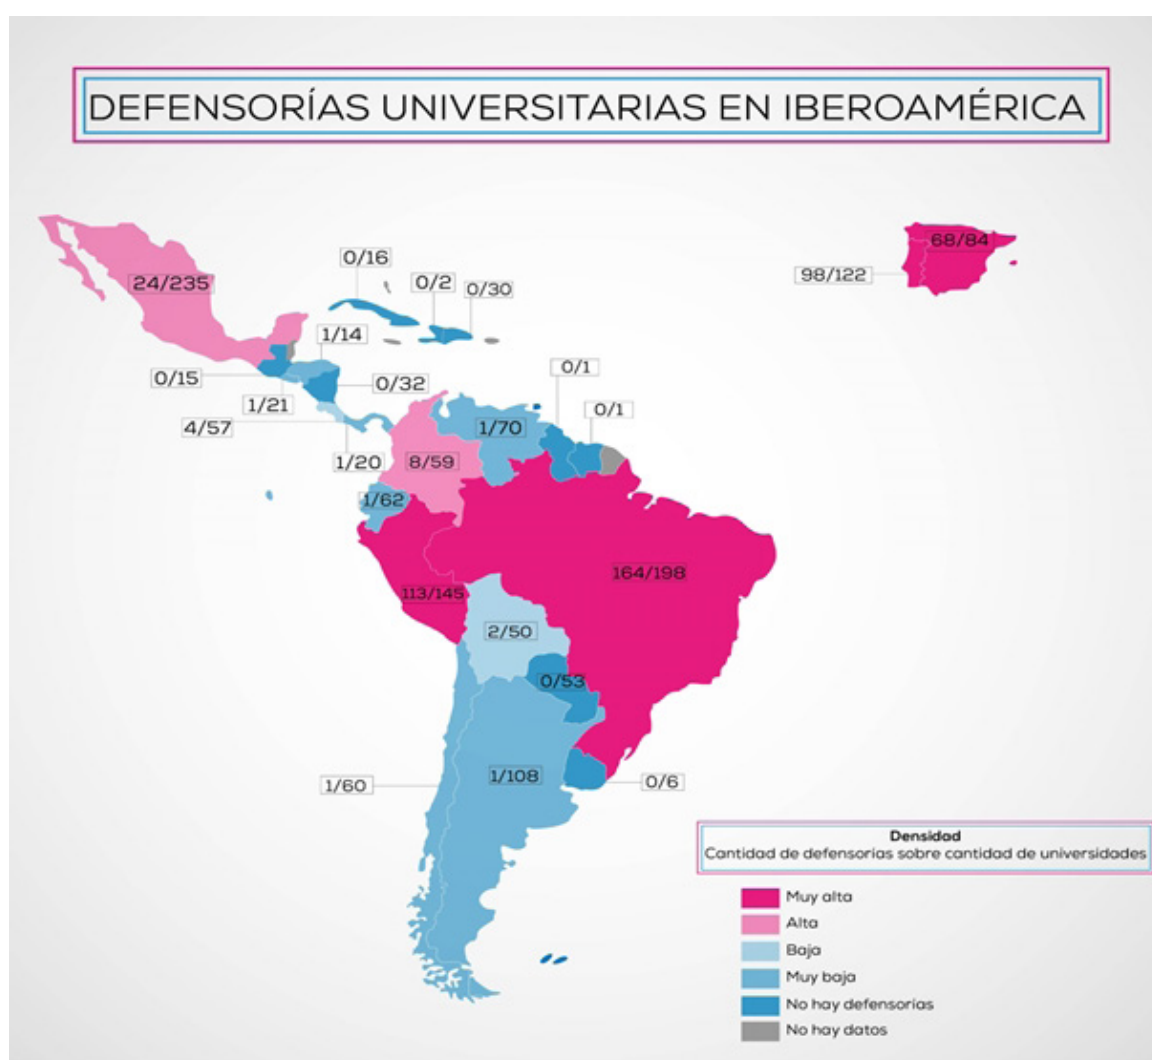 DEFENSORÍAS UNIVERSITARIAS EN IBEROAMÉRICA
68/84
0/16
98/122
24/235
0/2
0/30
1/14
0/1
0/15
0/32
1/21
0/1
4/57
1/70
1/20
8/59
1/62
164/198
113/145
2/50
0/53
1/108
1/60
0/6
Densidad
Cantidad de defensorías sobre cantidad de universidades
Muy alta
Alta
Baja
Muy baja
No hay defensorías
No hay datos